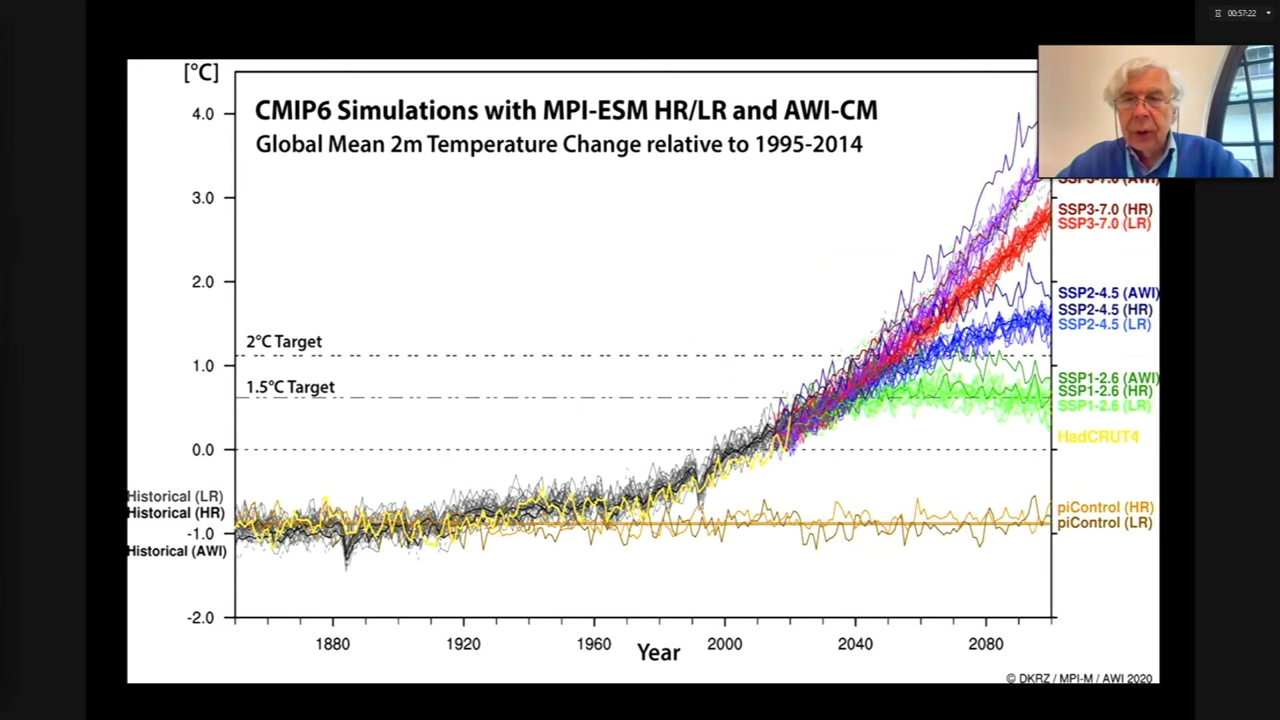 00:57:22
[°C]
CMIP6 Simulations with MPI-ESM HR/LR and AWI-CM
Global Mean 2m Temperature Change relative to 1995-2014
4.0
3.0
2.0
1.0
0.0
-1.0
-2.0
2°C Target
1.5°C Target
SSP3-7.0 (AWI)
SSP3-7.0 (HR)
SSP3-7.0 (LR)
SSP2-4.5 (AWI)
SSP2-4.5 (HR)
SSP2-4.5 (LR)
SSP1-2.6 (AWI)
SSP1-2.6 (HR)
SSP1-2.6 (LR)
HadCRUT4
Historical (LR)
Historical (HR)
Historical (AWI)
piControl (HR)
piControl (LR)
1880 1920 1960 2000 2040 2080
Year
© DKRZ / MPI-M / AWI 2020